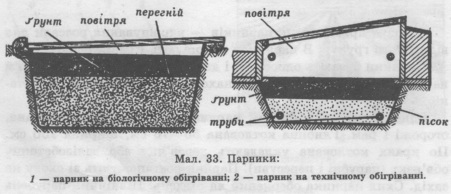 ґрунт повітря перегній
повітря
ґрунт
труби
пісок
Мал. 33. Парники:
1 — парник на біологічному обігріванні; 2 — парник на технічному обігріванні.